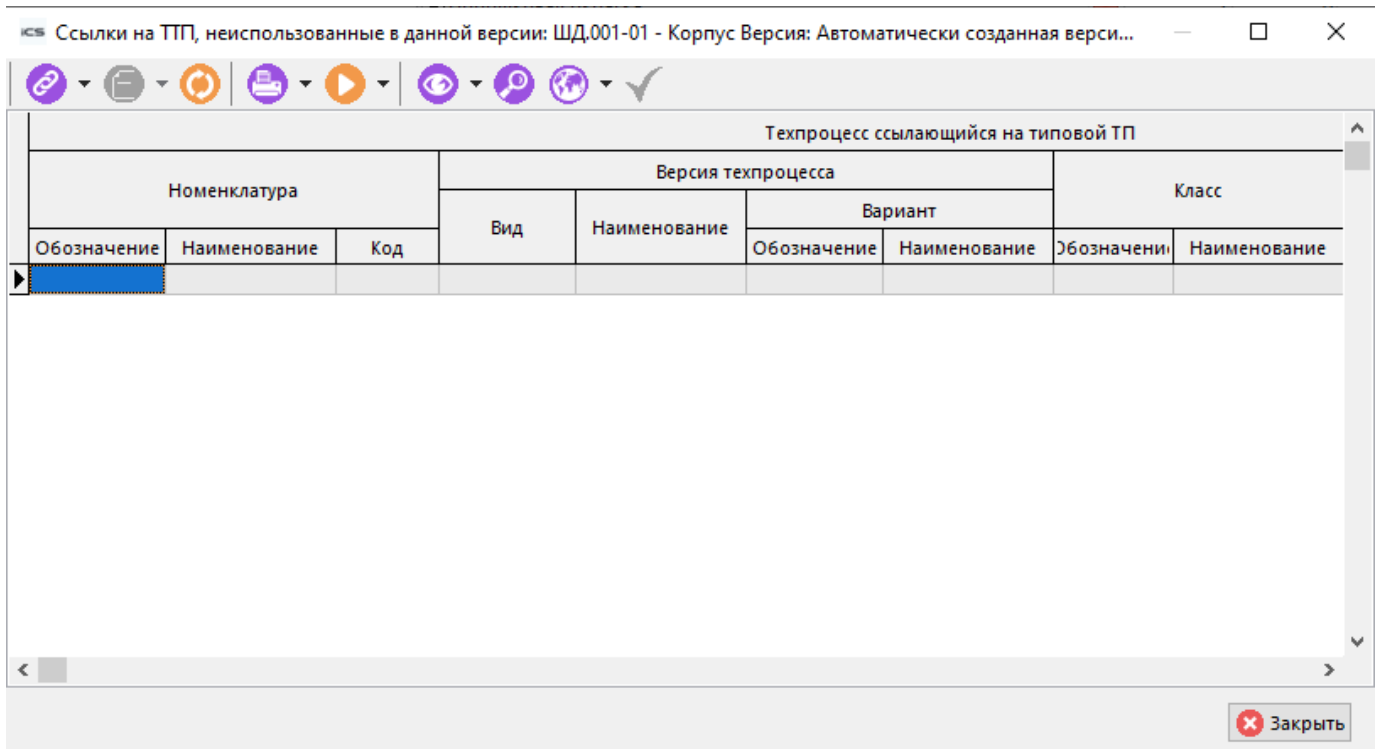 iCS Ссылки на ТТП, неиспользованные в данной версии: ШД.001-01 - Корпус Версия: Автоматически созданная верси...
Техпроцесс ссылающийся на типовой ТП
Номенклатура
Версия техпроцесса
Класс
Вид
Наименование
Вариант
Обозначение Наименование Код Обозначение Наименование Обозначени Наименование
Закрыть